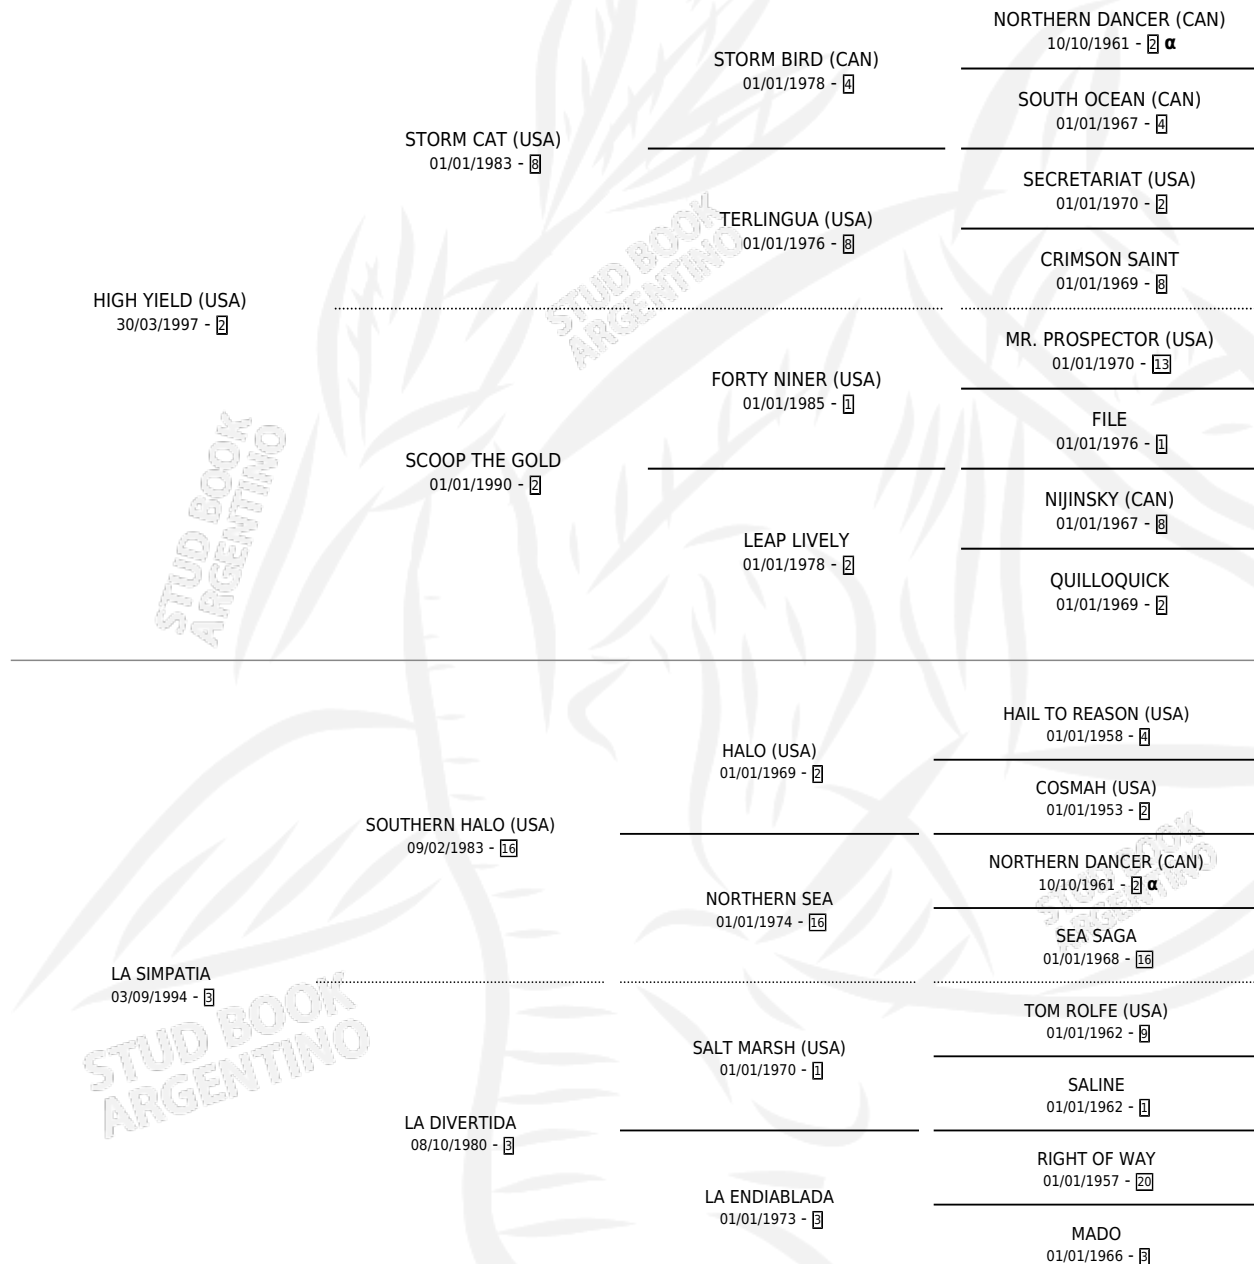 NORTHERN DANCER (CAN)
10/10/1961 - 2 α
STORM BIRD (CAN)
01/01/1978 - 4
SOUTH OCEAN (CAN)
01/01/1967 - 4
STORM CAT (USA)
01/01/1983 - 8
SECRETARIAT (USA)
01/01/1970 - 2
TERLINGUA (USA)
01/01/1976 - 8
CRIMSON SAINT
01/01/1969 - 8
HIGH YIELD (USA)
30/03/1997 - 2
MR. PROSPECTOR (USA)
01/01/1970 - 13
FORTY NINER (USA)
01/01/1985 - 1
FILE
01/01/1976 - 1
SCOOP THE GOLD
01/01/1990 - 2
NIJINSKY (CAN)
01/01/1967 - 8
LEAP LIVELY
01/01/1978 - 2
QUILLOQUICK
01/01/1969 - 2
HAIL TO REASON (USA)
01/01/1958 - 4
HALO (USA)
01/01/1969 - 2
COSMAH (USA)
01/01/1953 - 2
SOUTHERN HALO (USA)
09/02/1983 - 16
NORTHERN DANCER (CAN)
10/10/1961 - 2 α
NORTHERN SEA
01/01/1974 - 16
SEA SAGA
01/01/1968 - 16
LA SIMPATIA
03/09/1994 - 3
TOM ROLFE (USA)
01/01/1962 - 9
SALT MARSH (USA)
01/01/1970 - 1
SALINE
01/01/1962 - 1
LA DIVERTIDA
08/10/1980 - 3
RIGHT OF WAY
01/01/1957 - 20
LA ENDIABLADA
01/01/1973 - 3
MADO
01/01/1966 - 3
STUD BOOK
ARGENTINO
STUD BOOK
ARGENTINO
STUD BOOK
ARGENTINO
STUD BOOK
ARGENTINO